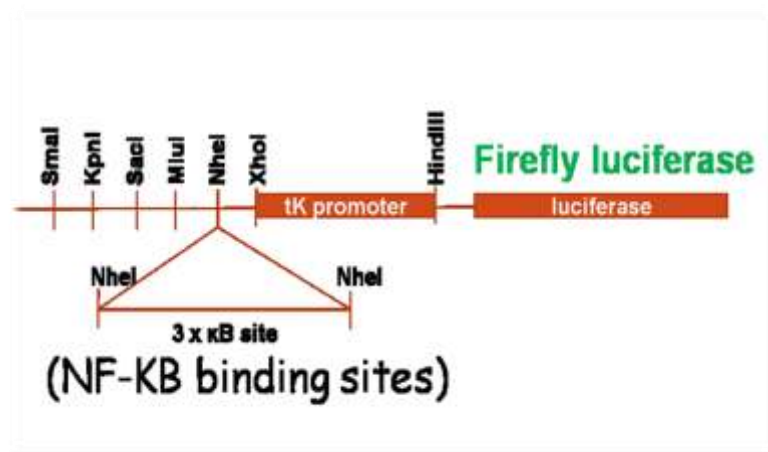 SmaI
KpnI
SacI
MluI
NheI
XhoI
HindIII
Firefly luciferase
tK promoter
luciferase
NheI
NheI
3 x κB site
(NF-KB binding sites)